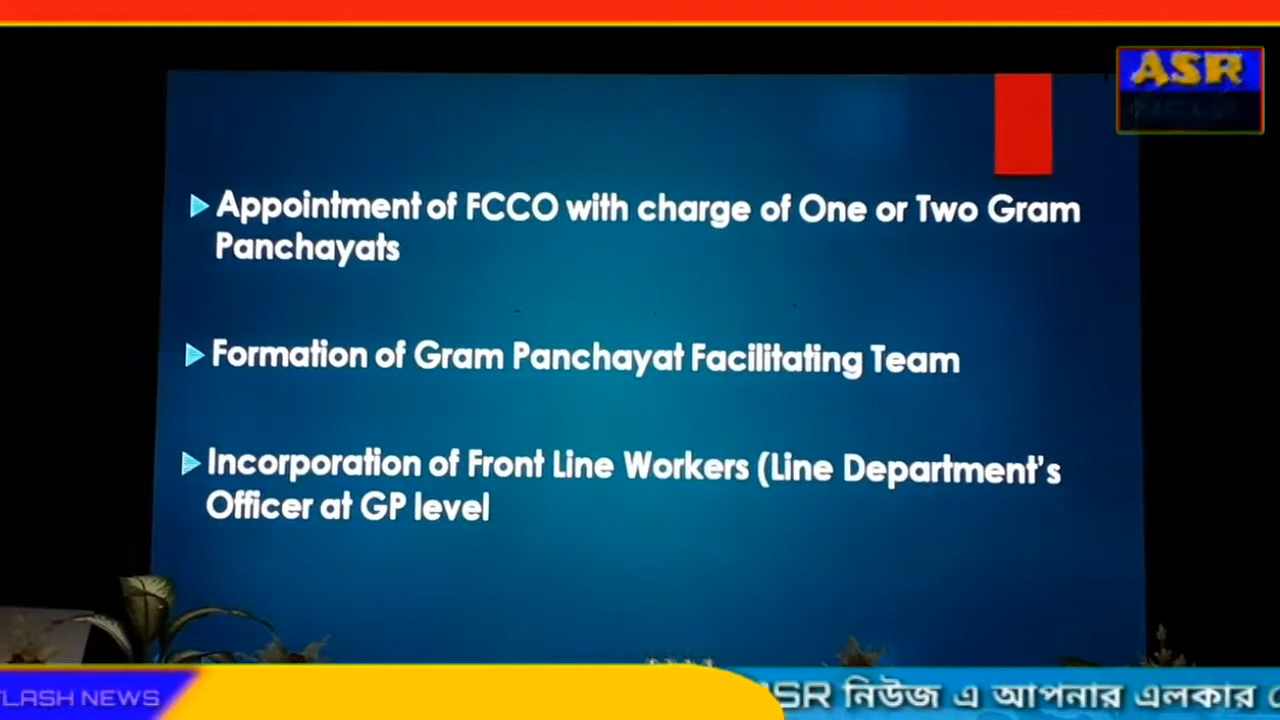 ASR
Appointment of FCCO with charge of One or Two Gram
Panchayats
Formation of Gram Panchayat Facilitating Team
Incorporation of Front Line Workers (Line Department's
Officer at GP level
FLASH NEWS
ASR নিউজ এ আপনার এলকার